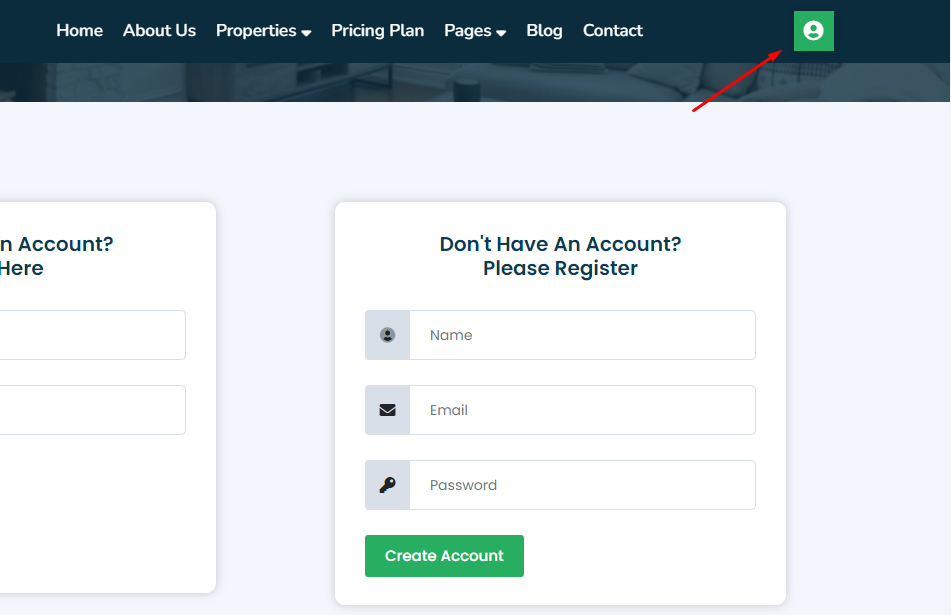 Home About Us Properties Pricing Plan Pages Blog Contact
n Account?
Here
Don't Have An Account?
Please Register
Name
Email
Password
Create Account